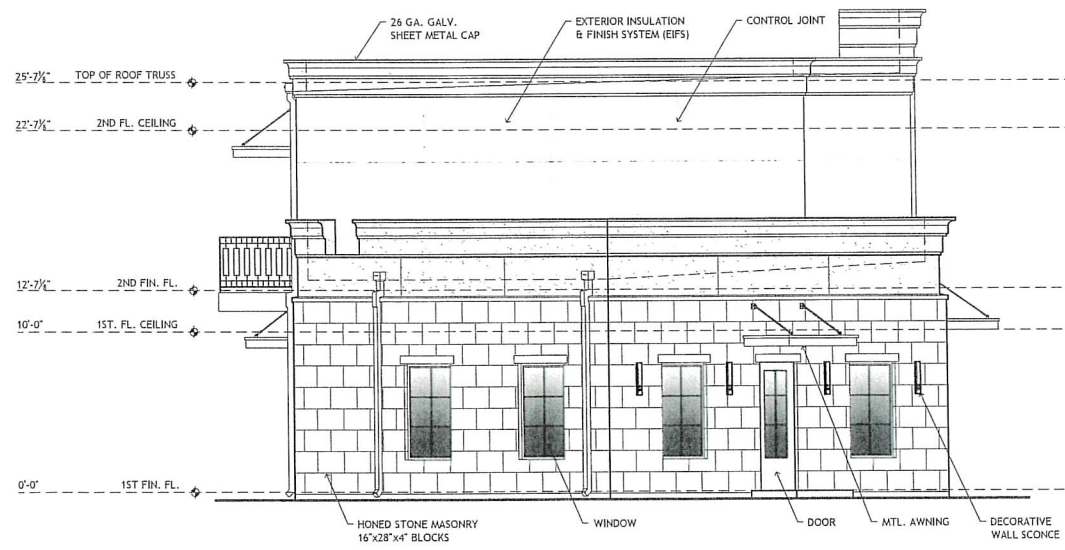 26 GA. GALV.
SHEET METAL CAP
EXTERIOR INSULATION
& FINISH SYSTEM (EIFS)
CONTROL JOINT
25'-7⅛" TOP OF ROOF TRUSS
22'-7⅛" 2ND FL. CEILING
12'-7⅛" 2ND FIN. FL.
10'-0" 1ST. FL. CEILING
0'-0" 1ST FIN. FL.
HONED STONE MASONRY
16"x28"x4" BLOCKS
WINDOW
DOOR
MTL. AWNING
DECORATIVE
WALL SCONCE